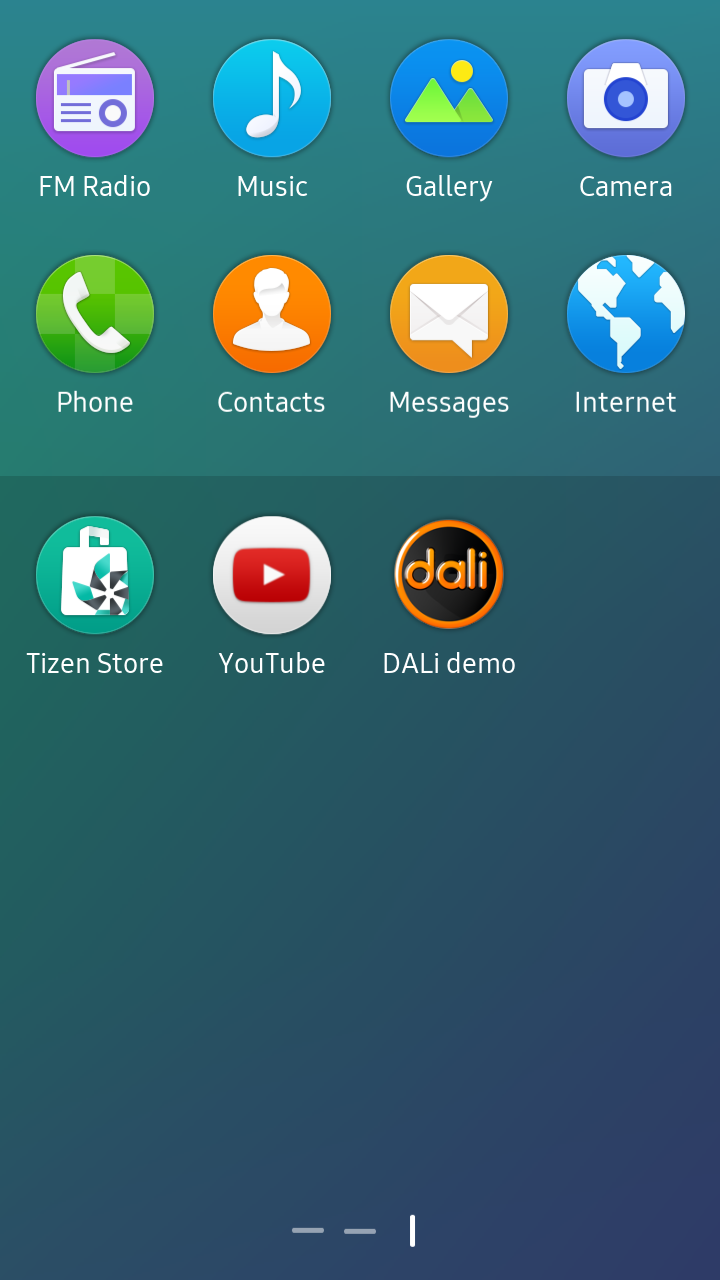 FM Radio Music Gallery Camera
Phone Contacts Messages Internet
dali
Tizen Store YouTube DALi demo